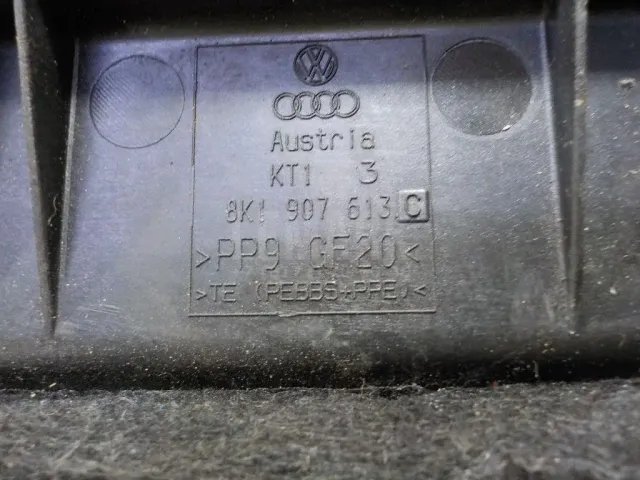 Austria
KT1 3
8K1 907 613 C
>PP9 GF20<
>TE (PEBBS+PPE)<